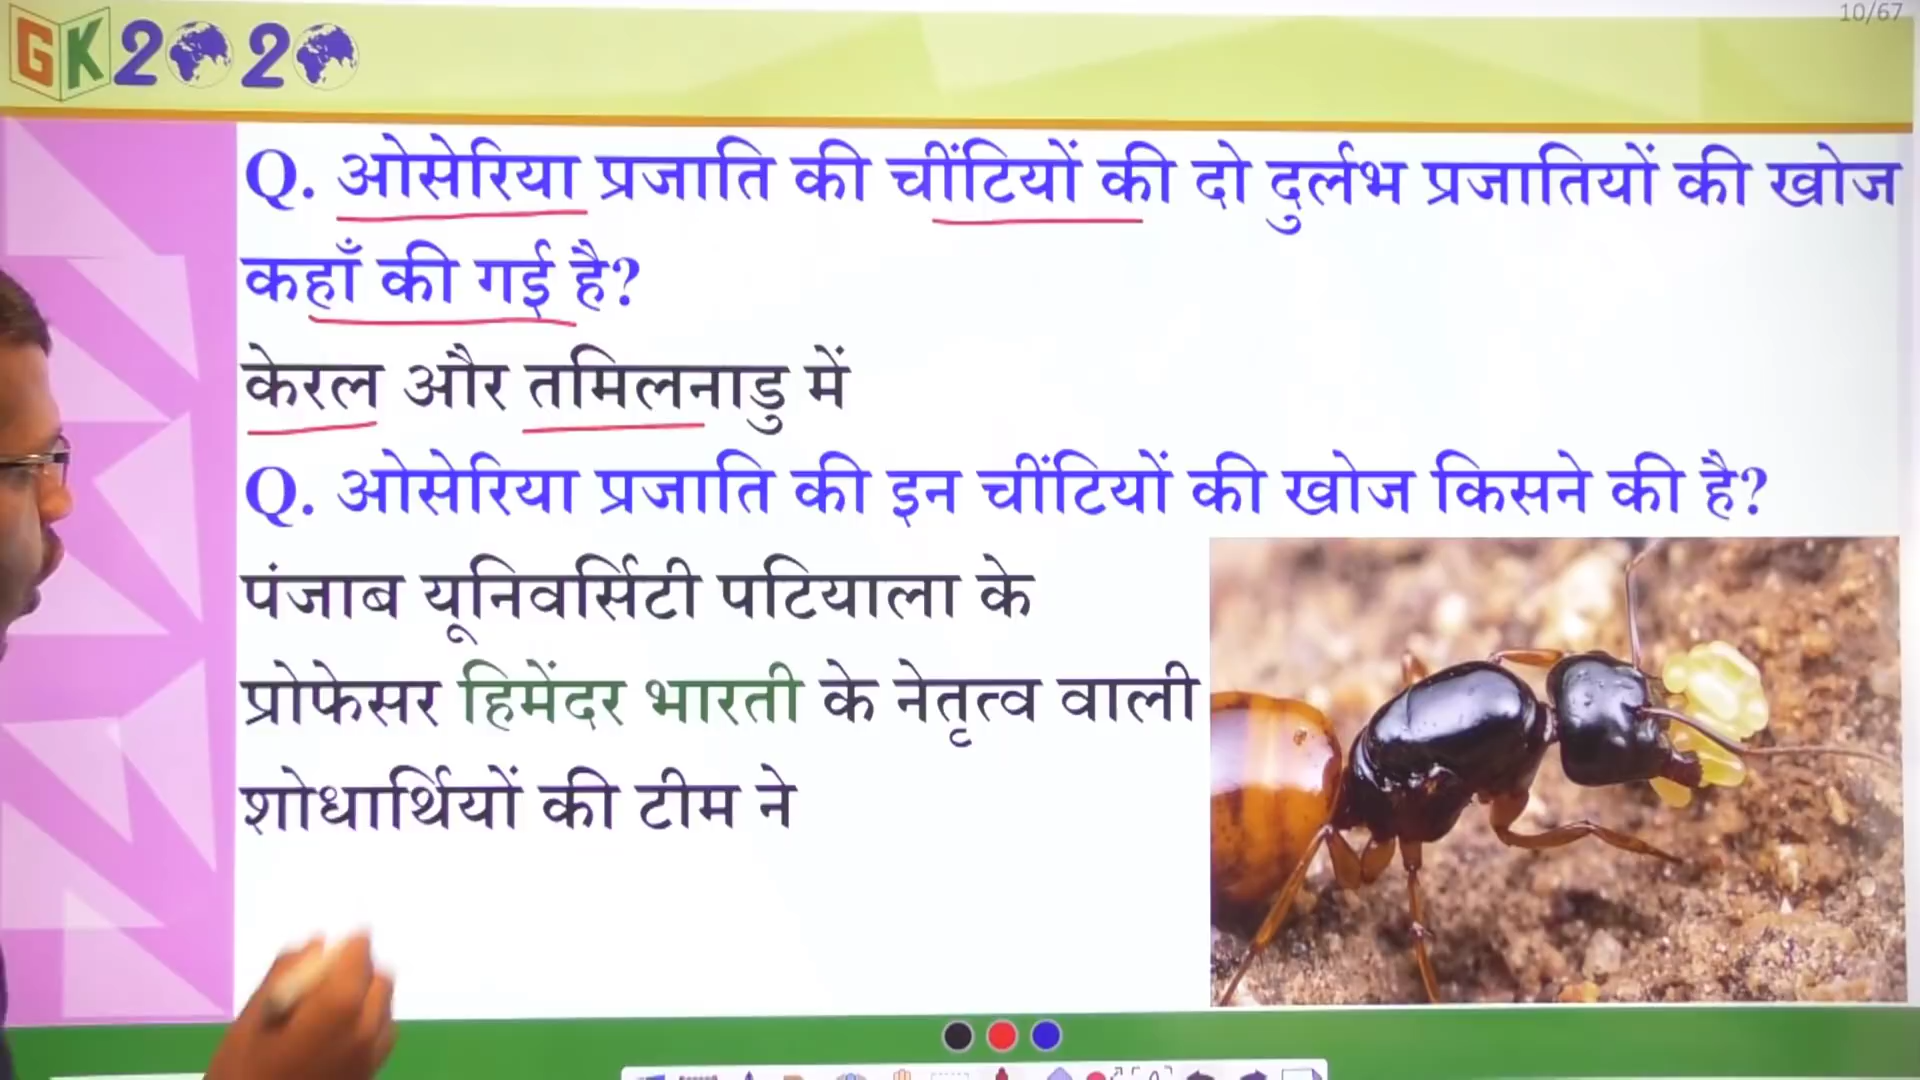 10/67
GK2020
Q. ओसेरिया प्रजाति की चींटियों की दो दुर्लभ प्रजातियों की खोज
कहाँ की गई है?
केरल और तमिलनाडु में
Q. ओसेरिया प्रजाति की इन चींटियों की खोज किसने की है?
पंजाब यूनिवर्सिटी पटियाला के
प्रोफेसर हिमेंदर भारती के नेतृत्व वाली
शोधार्थियों की टीम ने